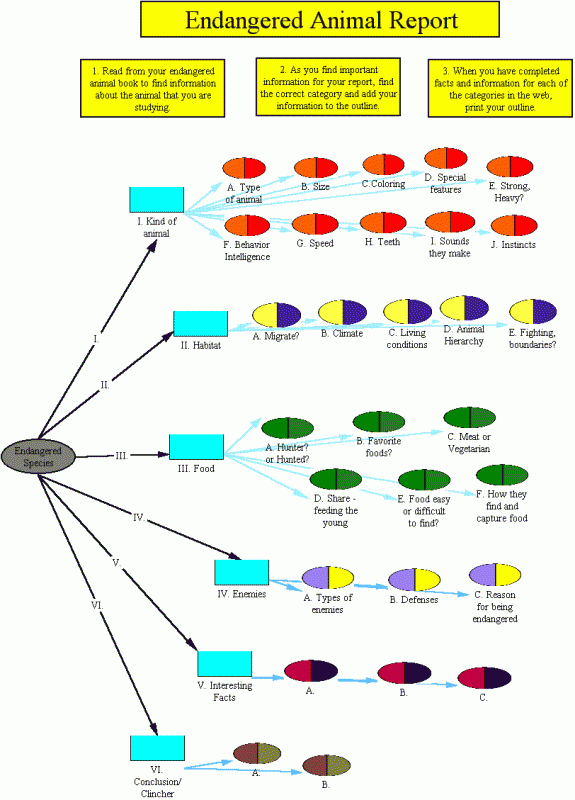 Endangered Animal Report
1. Read from your endangered
animal book to find information
about the animal that you are
studying.
2. As you find important
information for your report, find
the correct category and add your
information to the outline.
3. When you have completed
facts and information for each of
the categories in the web,
print your outline.
I. Kind of
animal
A. Type
of animal
B. Size
C.Coloring
D. Special
features
E. Strong,
Heavy?
F. Behavior
Intelligence
G. Speed
H. Teeth
I. Sounds
they make
J. Instincts
I.
II. Habitat
A. Migrate?
B. Climate
C. Living
conditions
D. Animal
Hierarchy
E. Fighting,
boundaries?
II.
Endangered
Species
III.
III. Food
A. Hunter?
or Hunted?
B. Favorite
foods?
C. Meat or
Vegetarian
D. Share -
feeding the
young
E. Food easy
or difficult
to find?
F. How they
find and
capture food
IV.
IV. Enemies
A. Types of
enemies
B. Defenses
C. Reason
for being
endangered
V.
V. Interesting
Facts
A.
B.
C.
VI.
VI.
Conclusion/
Clincher
A.
B.